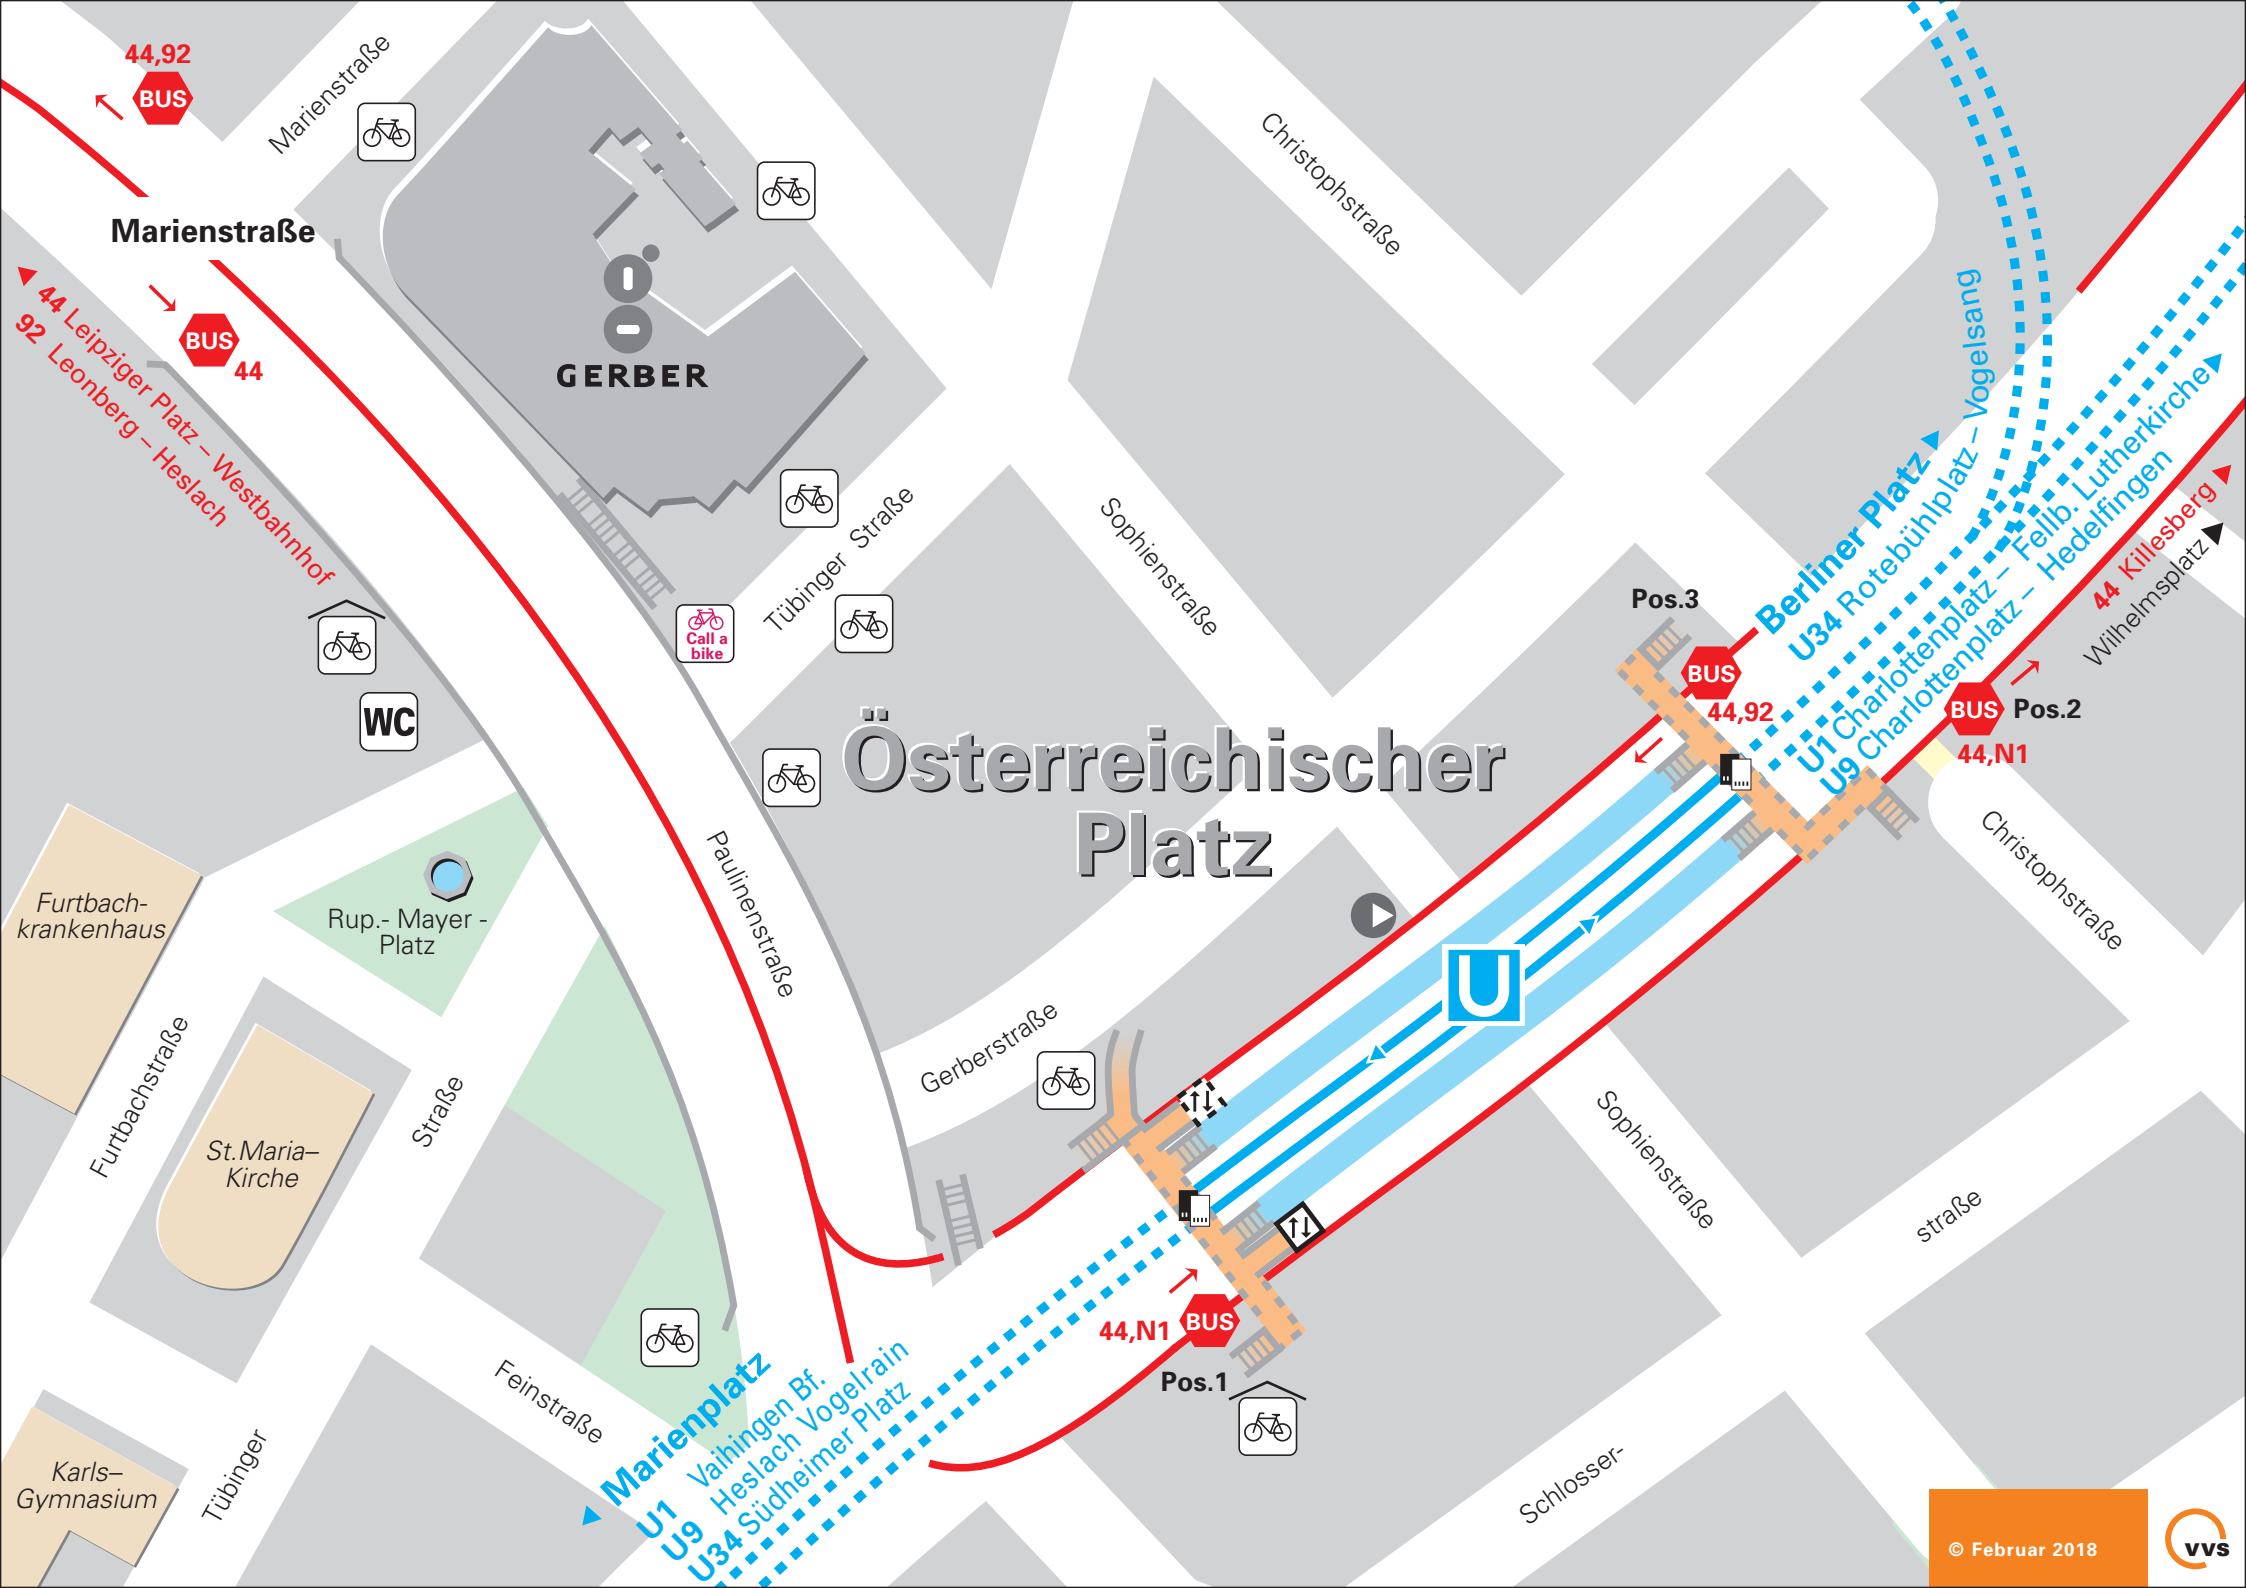 44,92
BUS
Marienstraße
Marienstraße
BUS
44
44 Leipziger Platz – Westbahnhof
92 Leonberg – Heslach
GERBER
Christophstraße
Tübinger Straße
Sophienstraße
Call a
bike
WC
Österreichischer
Platz
Pos.3
BUS
44,92
Berliner Platz
U34 Rotebühlplatz – Vogelsang
U1 Charlottenplatz – Fellb. Lutherkirche
U9 Charlottenplatz – Hedelfingen
44 Killesberg
Wilhelmsplatz
BUS
Pos.2
44,N1
Christophstraße
Paulinenstraße
Furtbach-
krankenhaus
Rup.- Mayer -
Platz
U
Gerberstraße
Furtbachstraße
Straße
St.Maria–
Kirche
Sophienstraße
straße
44,N1
BUS
Pos.1
Feinstraße
Marienplatz
U1 Vaihingen Bf.
U9 Heslach Vogelrain
U34 Südheimer Platz
Karls–
Gymnasium
Tübinger
Schlosser-
© Februar 2018
vvs